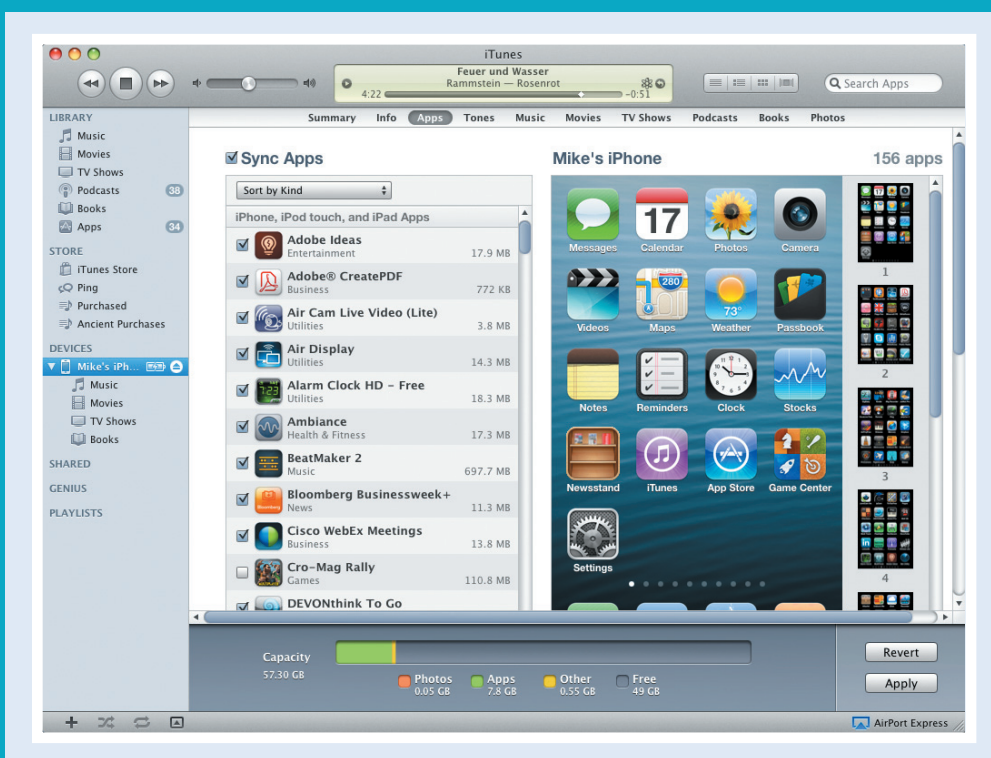 iTunes
Feuer und Wasser
Rammstein — Rosenrot
4:22
-0:51
Search Apps
LIBRARY
Music
Movies
TV Shows
Podcasts 38
Books
Apps 34
STORE
iTunes Store
Ping
Purchased
Ancient Purchases
DEVICES
Mike's iPh...
Music
Movies
TV Shows
Books
SHARED
GENIUS
PLAYLISTS
Summary Info Apps Tones Music Movies TV Shows Podcasts Books Photos
Sync Apps
Sort by Kind
iPhone, iPod touch, and iPad Apps
Adobe Ideas
Entertainment 17.9 MB
Adobe® CreatePDF
Business 772 KB
Air Cam Live Video (Lite)
Utilities 3.8 MB
Air Display
Utilities 14.3 MB
Alarm Clock HD – Free
Utilities 18.3 MB
Ambiance
Health & Fitness 17.3 MB
BeatMaker 2
Music 697.7 MB
Bloomberg Businessweek+
News 11.3 MB
Cisco WebEx Meetings
Business 13.8 MB
Cro-Mag Rally
Games 110.8 MB
DEVONthink To Go
Mike's iPhone 156 apps
17
280
73°
Messages Calendar Photos Camera
Videos Maps Weather Passbook
Notes Reminders Clock Stocks
Newsstand iTunes App Store Game Center
Settings
1
2
3
4
Capacity
57.30 GB
Photos
0.05 GB
Apps
7.8 GB
Other
0.55 GB
Free
49 GB
Revert
Apply
AirPort Express